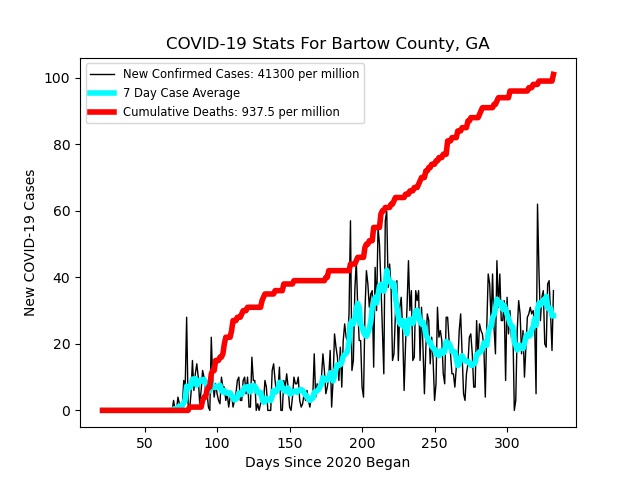 COVID-19 Stats For Bartow County, GA
New Confirmed Cases: 41300 per million
7 Day Case Average
Cumulative Deaths: 937.5 per million
100
80
60
40
20
0
New COVID-19 Cases
50 100 150 200 250 300
Days Since 2020 Began